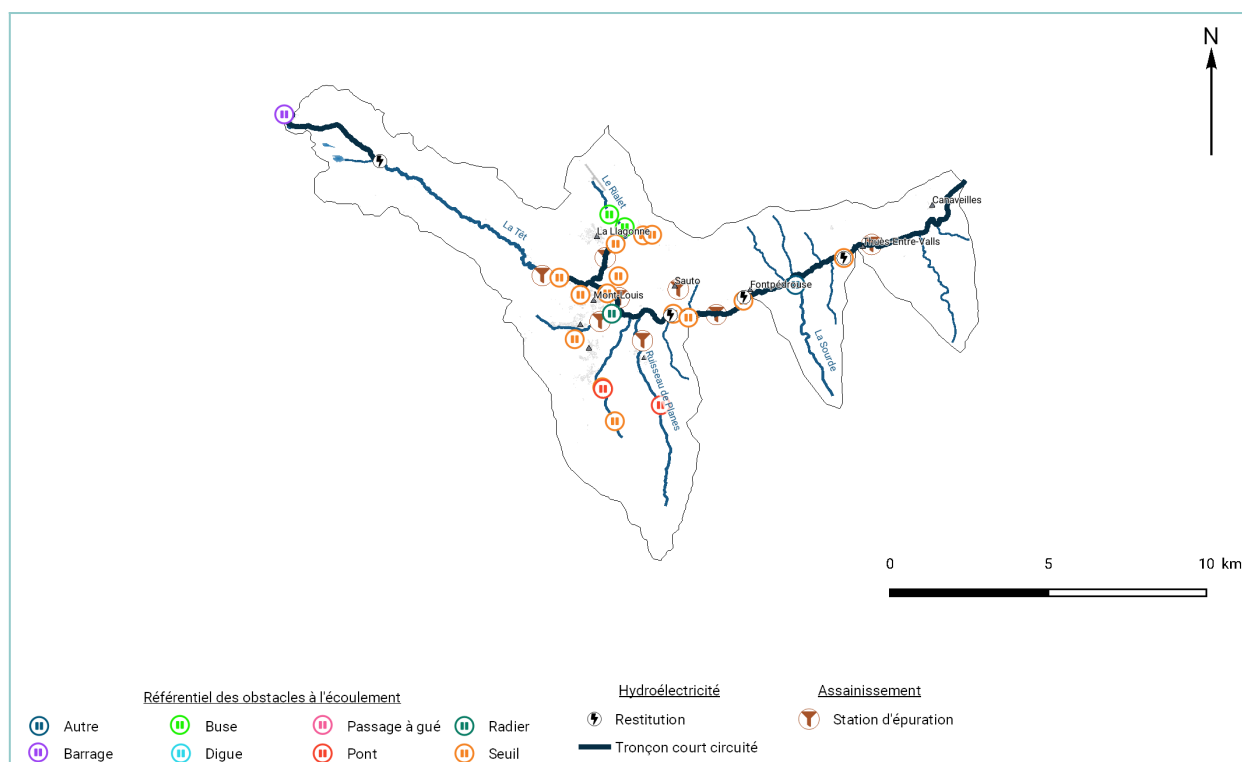 N
Le Rialet
Canaveilles
La Têt
La Llagonne
Thuès-Entre-Valls
Sauto
Fontpédrouse
Mont-Louis
La Sourde
Ruisseau de Planes
0 5 10 km
Référentiel des obstacles à l'écoulement
Hydroélectricité
Assainissement
Autre
Buse
Passage à gué
Radier
Restitution
Station d'épuration
Barrage
Digue
Pont
Seuil
Tronçon court circuité